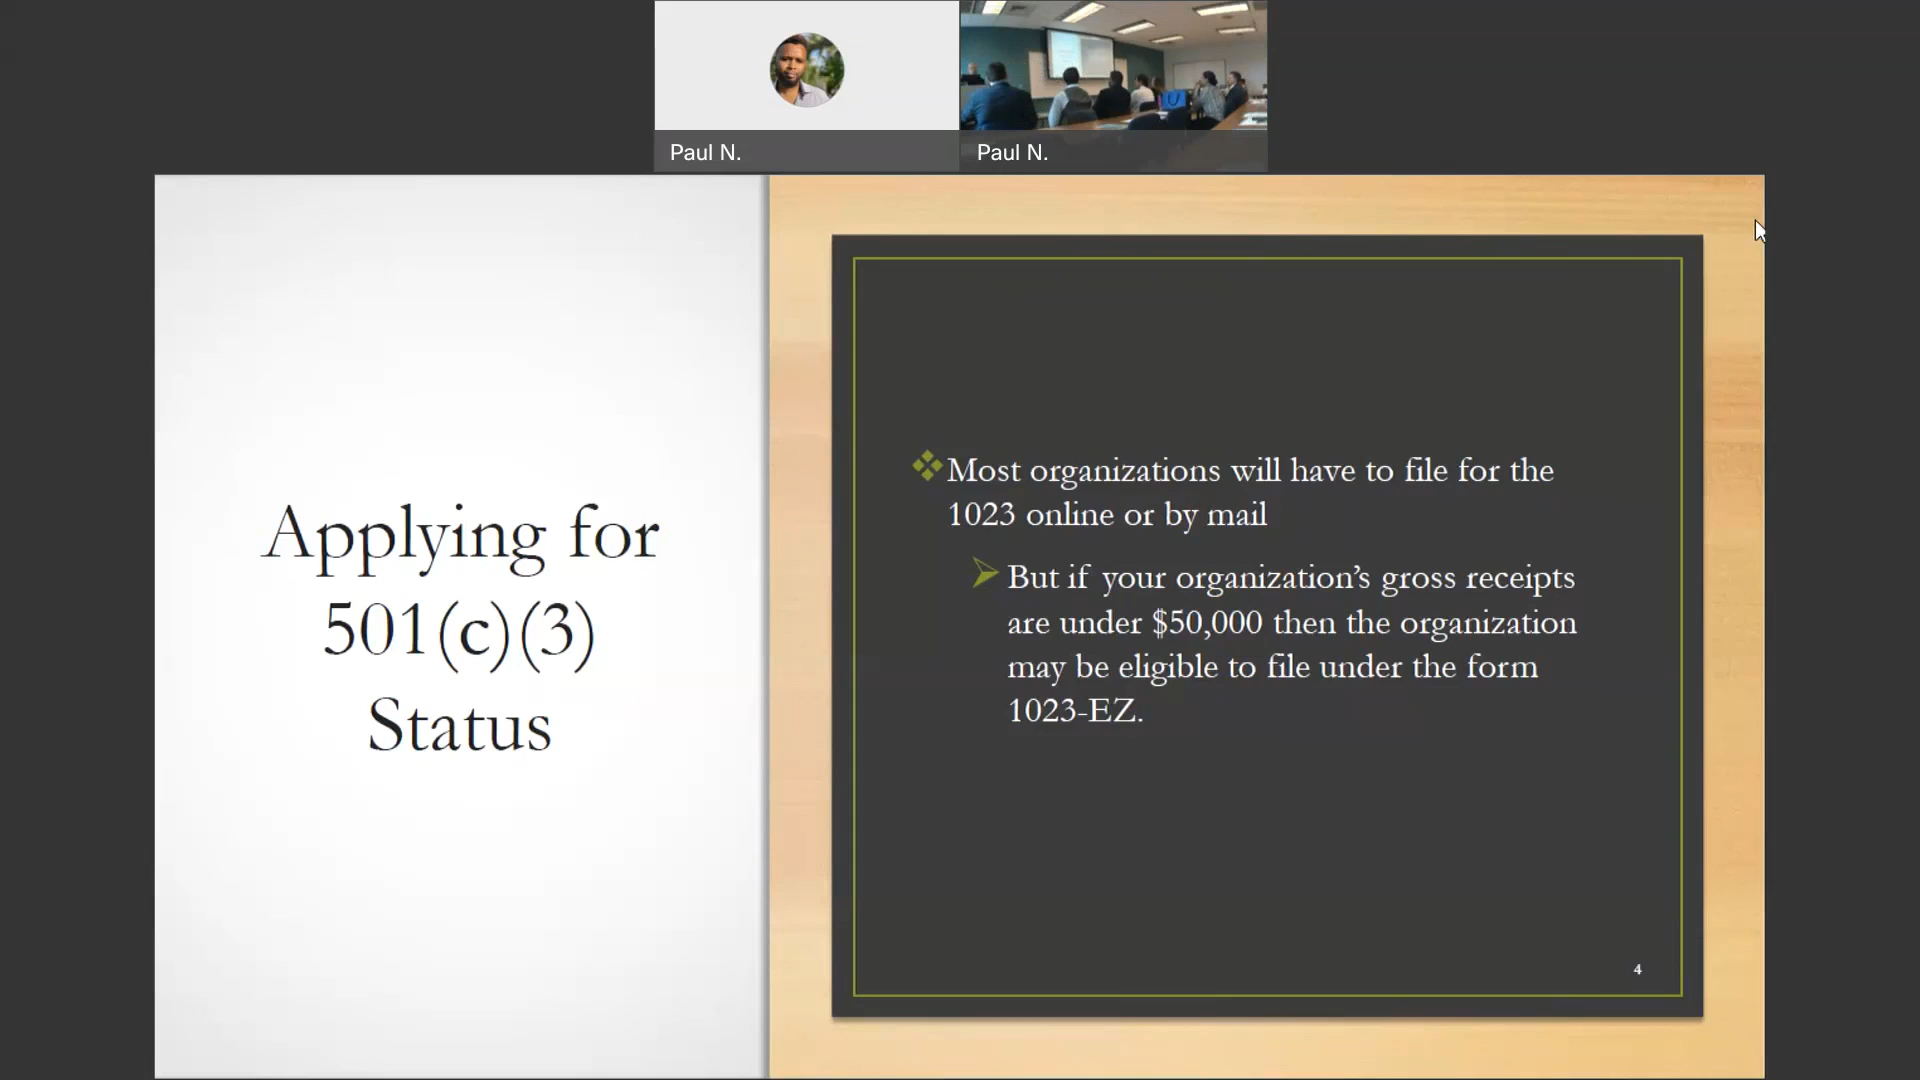 Paul N.
Paul N.
Applying for
501(c)(3)
Status
Most organizations will have to file for the
1023 online or by mail
But if your organization’s gross receipts
are under $50,000 then the organization
may be eligible to file under the form
1023-EZ.
4